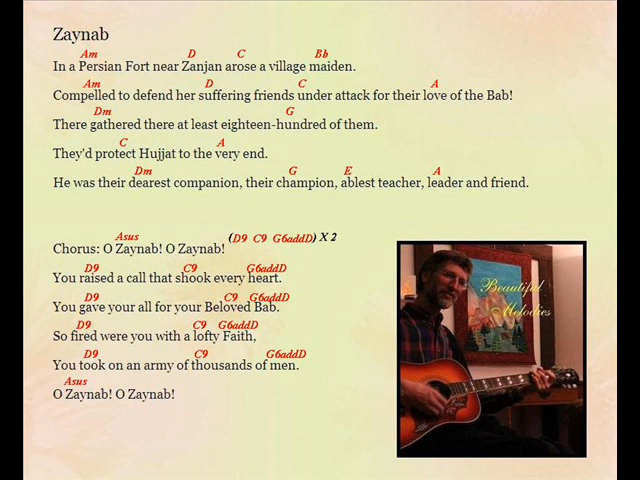 Zaynab
Am D C Bb
In a Persian Fort near Zanjan arose a village maiden.
Am D C A
Compelled to defend her suffering friends under attack for their love of the Bab!
Dm G
There gathered there at least eighteen-hundred of them.
C A
They'd protect Hujjat to the very end.
Dm G E A
He was their dearest companion, their champion, ablest teacher, leader and friend.
Asus (D9 C9 G6addD) X 2
Chorus: O Zaynab! O Zaynab!
D9 C9 G6addD
You raised a call that shook every heart.
D9 C9 G6addD
You gave your all for your Beloved Bab.
D9 C9 G6addD
So fired were you with a lofty Faith,
D9 C9 G6addD
You took on an army of thousands of men.
Asus
O Zaynab! O Zaynab!
Beautiful
Melodies